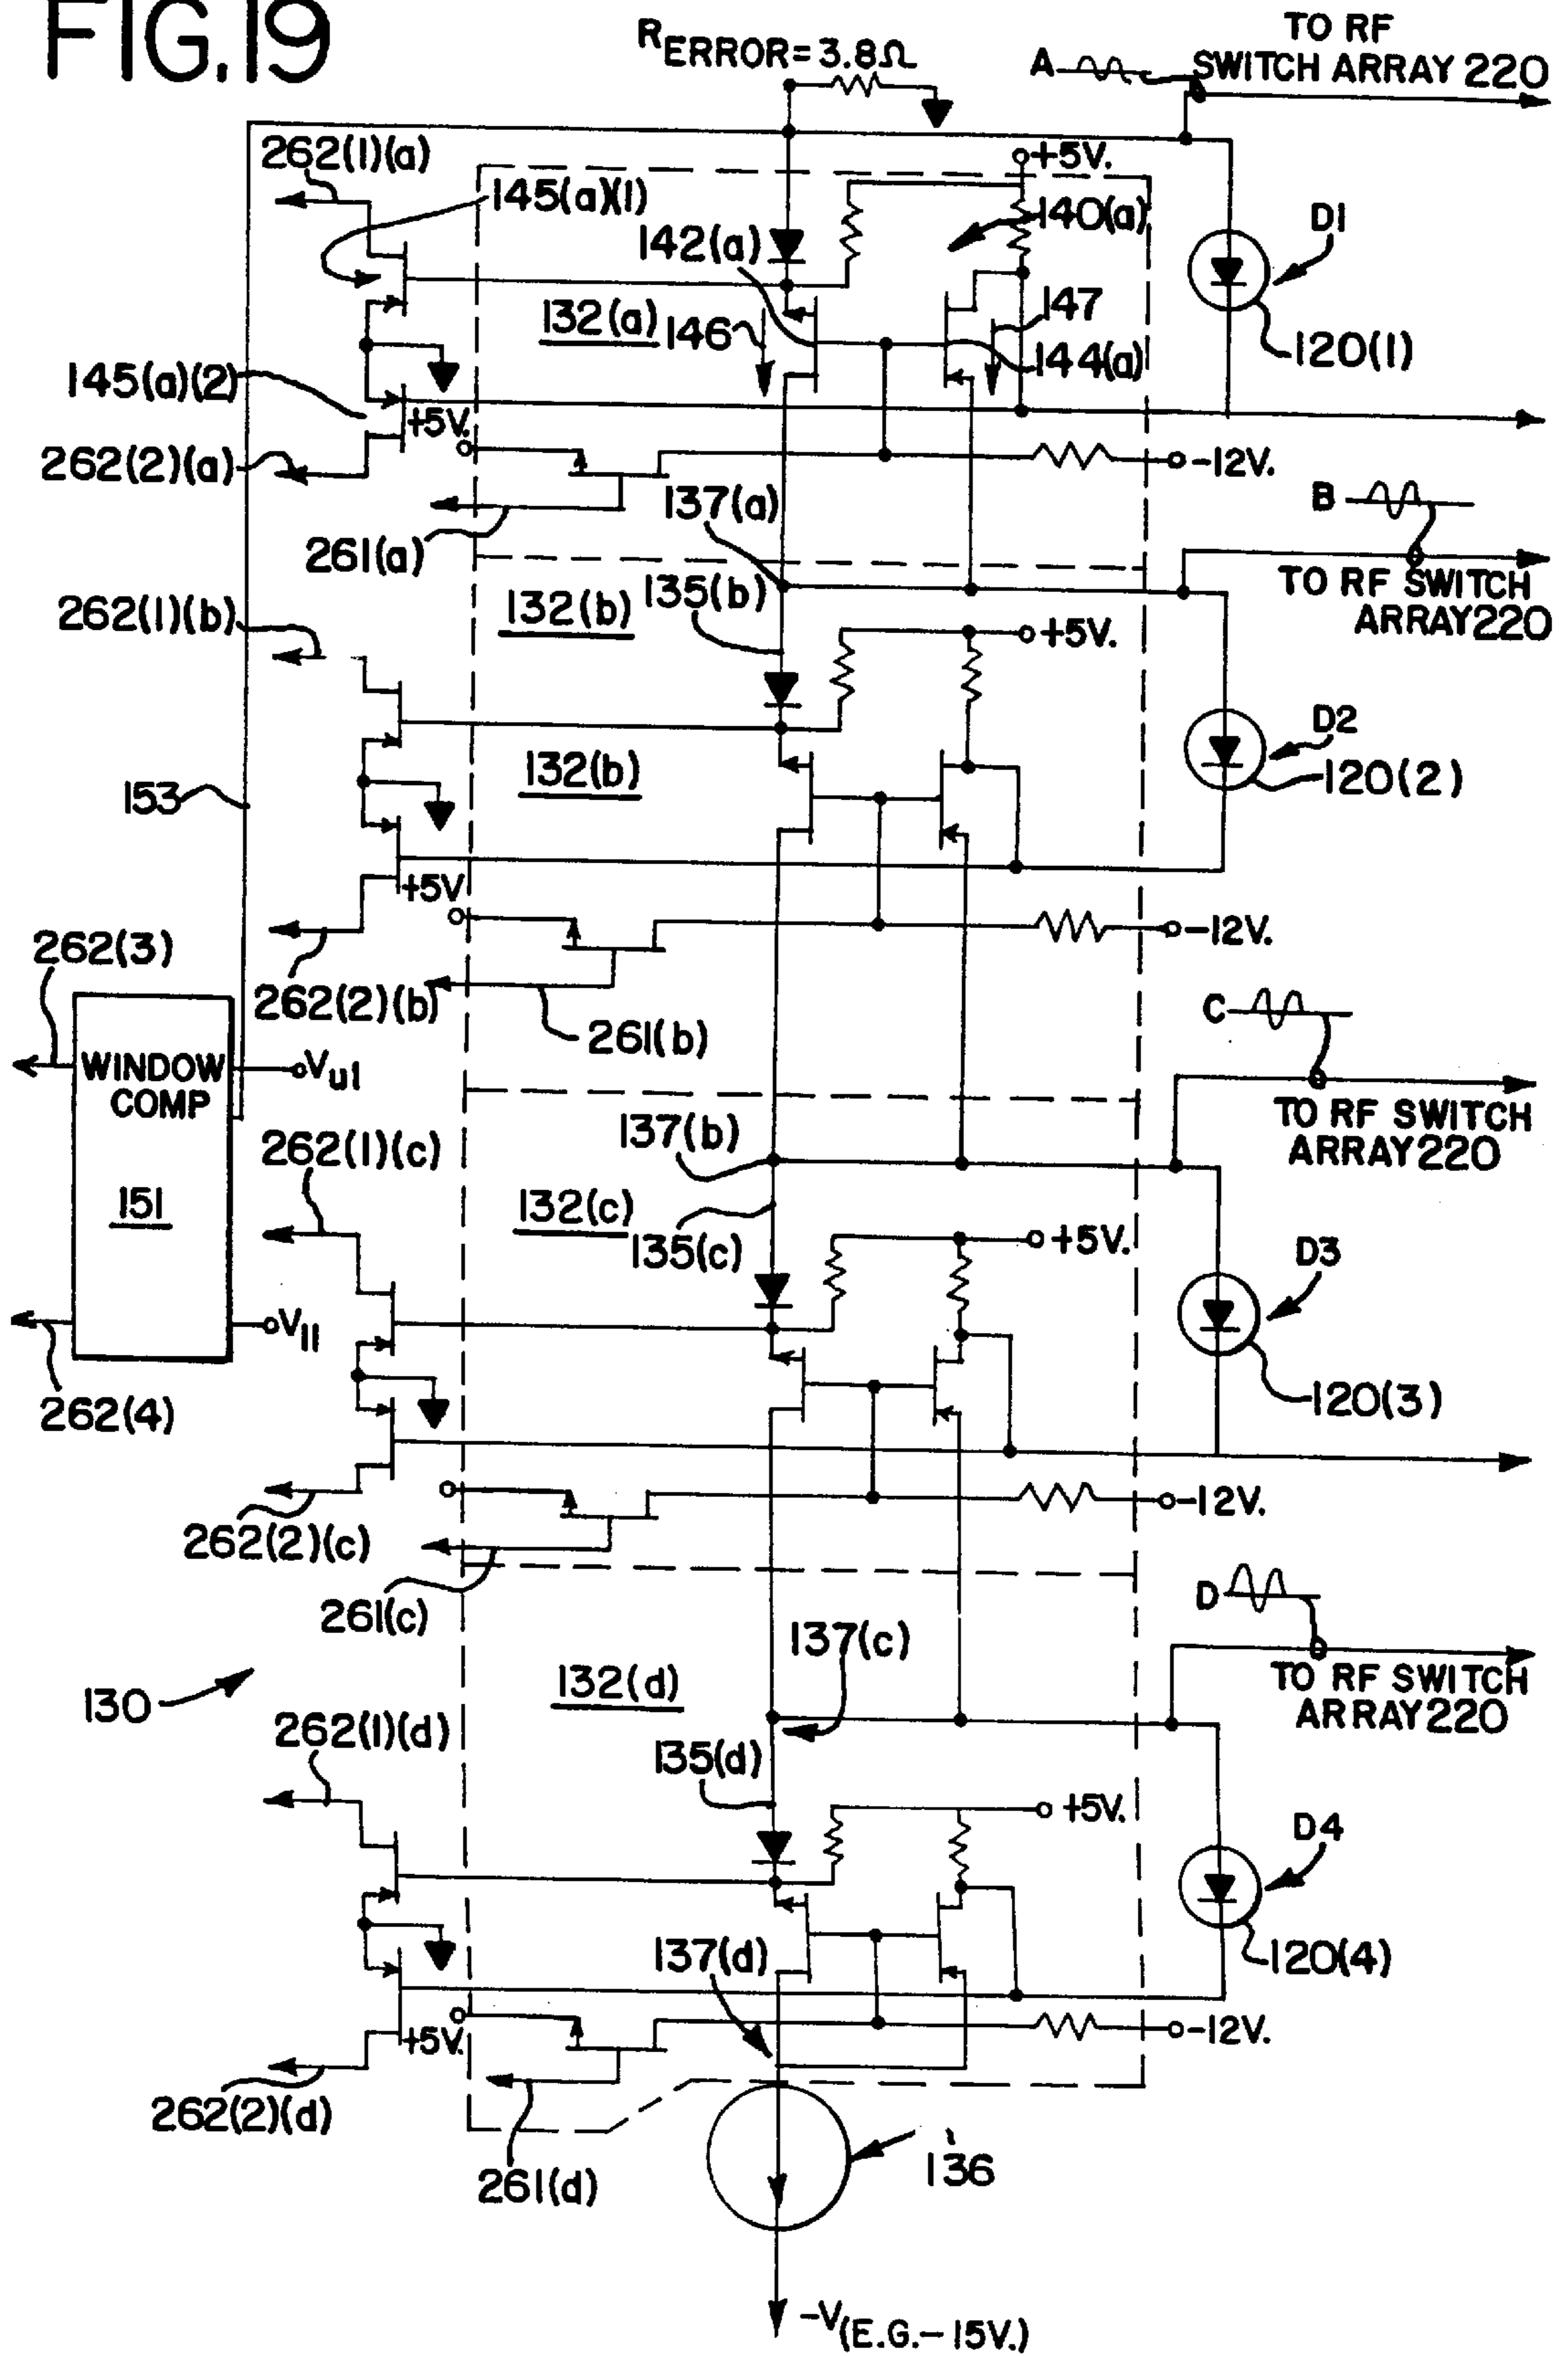 FIG.19
RERROR=3.8Ω
A
TO RF
SWITCH ARRAY 220
262(1)(a)
145(a)(1)
+5V.
140(a)
142(a)
D1
132(a)
146
147
144(a)
120(1)
145(a)(2)
+5V.
262(2)(a)
-12V.
137(a)
B
261(a)
TO RF SWITCH
ARRAY220
262(1)(b)
132(b)
135(b)
+5V.
D2
132(b)
120(2)
153
+5V
-12V.
262(3)
262(2)(b)
261(b)
C
WINDOW
COMP
151
Vu1
TO RF SWITCH
ARRAY220
262(1)(c)
137(b)
132(c)
135(c)
+5V.
D3
Vl1
262(4)
120(3)
-12V.
262(2)(c)
261(c)
D
137(c)
TO RF SWITCH
ARRAY220
130
132(d)
262(1)(d)
135(d)
+5V.
D4
137(d)
120(4)
+5V.
-12V.
262(2)(d)
261(d)
136
-V(E.G.-15V.)